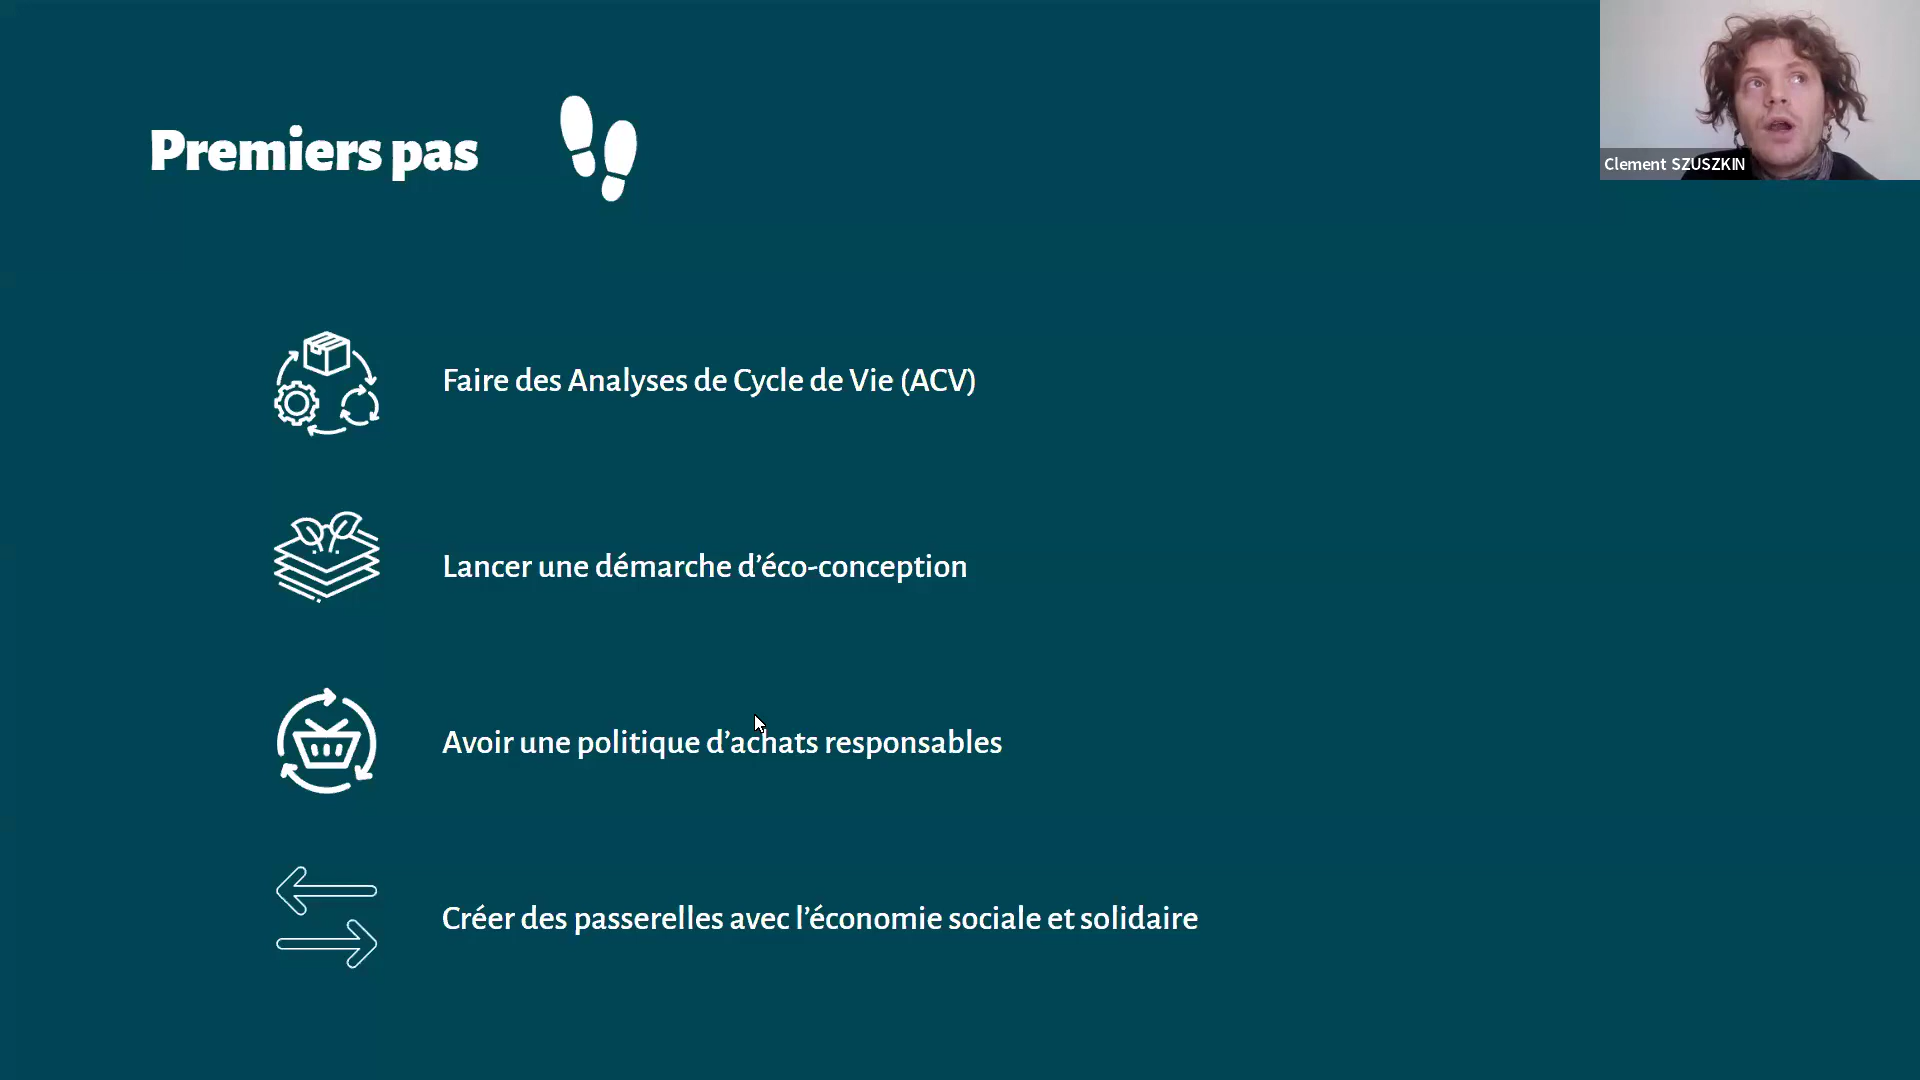 Premiers pas
Clement SZUSZKIN
Faire des Analyses de Cycle de Vie (ACV)
Lancer une démarche d’éco-conception
Avoir une politique d’achats responsables
Créer des passerelles avec l’économie sociale et solidaire